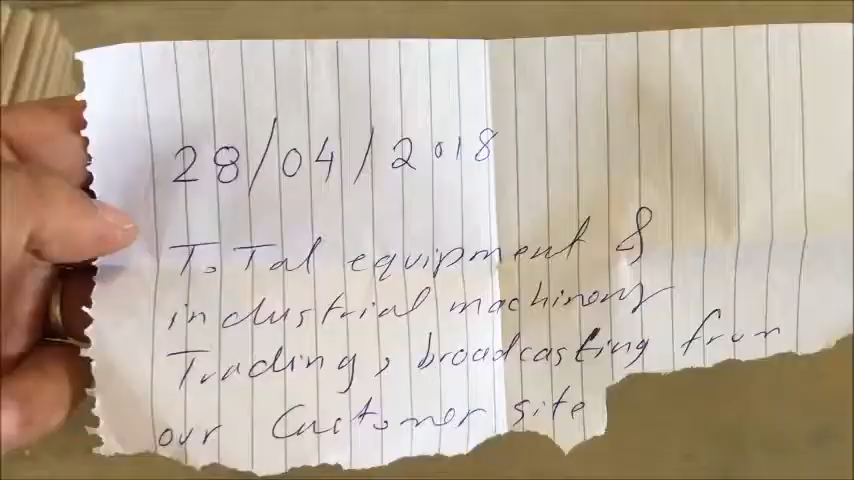 28/04/2018
Total equipment &
industrial machinery
Trading, broadcasting from
our Customer site